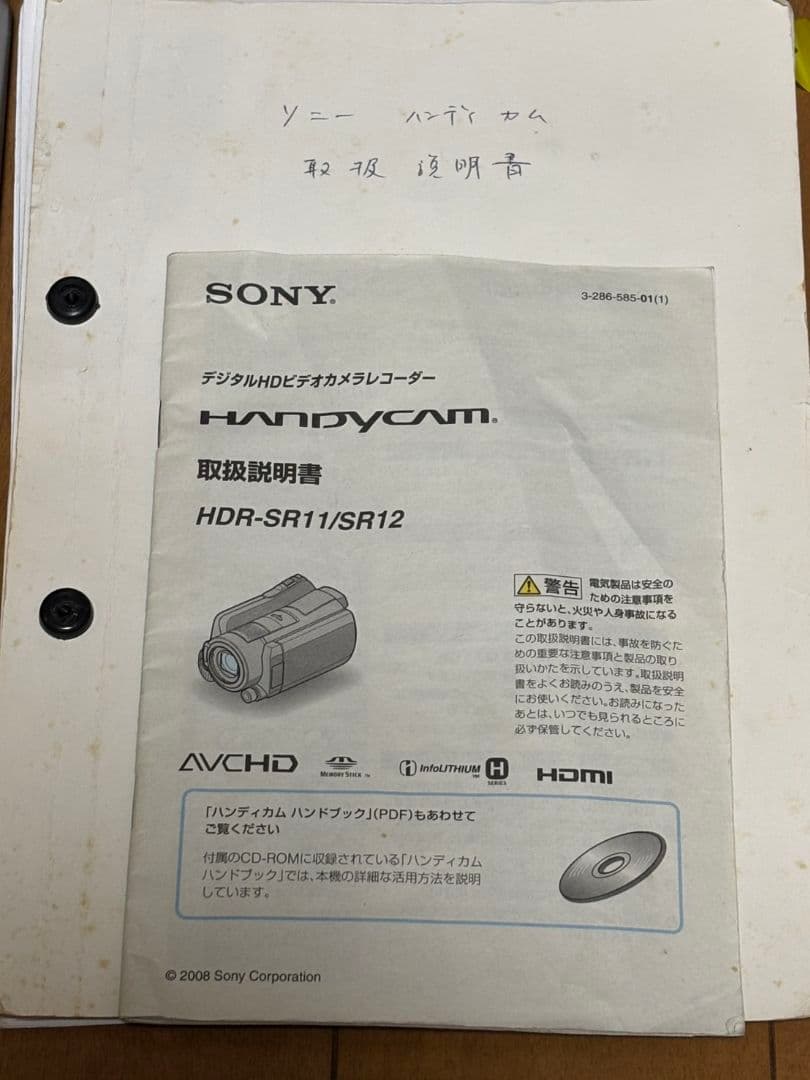 ソニー ハンディカム
取扱説明書
SONY®
3-286-585-01(1)
デジタルHDビデオカメラレコーダー
HANDYCAM®
取扱説明書
HDR-SR11/SR12
警告 電気製品は安全の
ための注意事項を
守らないと、火災や人身事故になる
ことがあります。
この取扱説明書には、事故を防ぐた
めの重要な注意事項と製品の取り
扱いかたを示しています。取扱説明
書をよくお読みのうえ、製品を安全
にお使いください。お読みになった
あとは、いつでも見られるところに
必ず保管してください。
AVCHD MEMORY STICK™ InfoLITHIUM™ H SERIES HDMI
「ハンディカム ハンドブック」(PDF)もあわせて
ご覧ください
付属のCD-ROMに収録されている「ハンディカム
ハンドブック」では、本機の詳細な活用方法を説明
しています。
© 2008 Sony Corporation